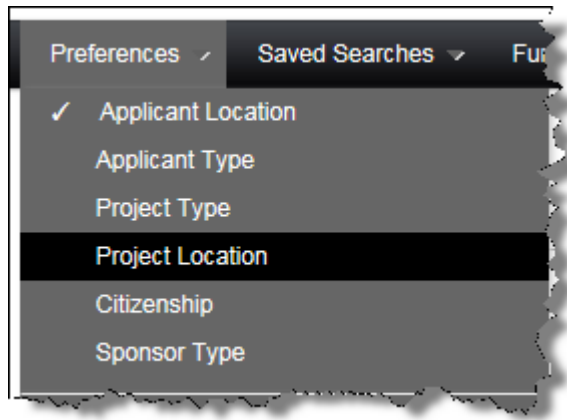 Preferences Saved Searches
✓ Applicant Location
Applicant Type
Project Type
Project Location
Citizenship
Sponsor Type